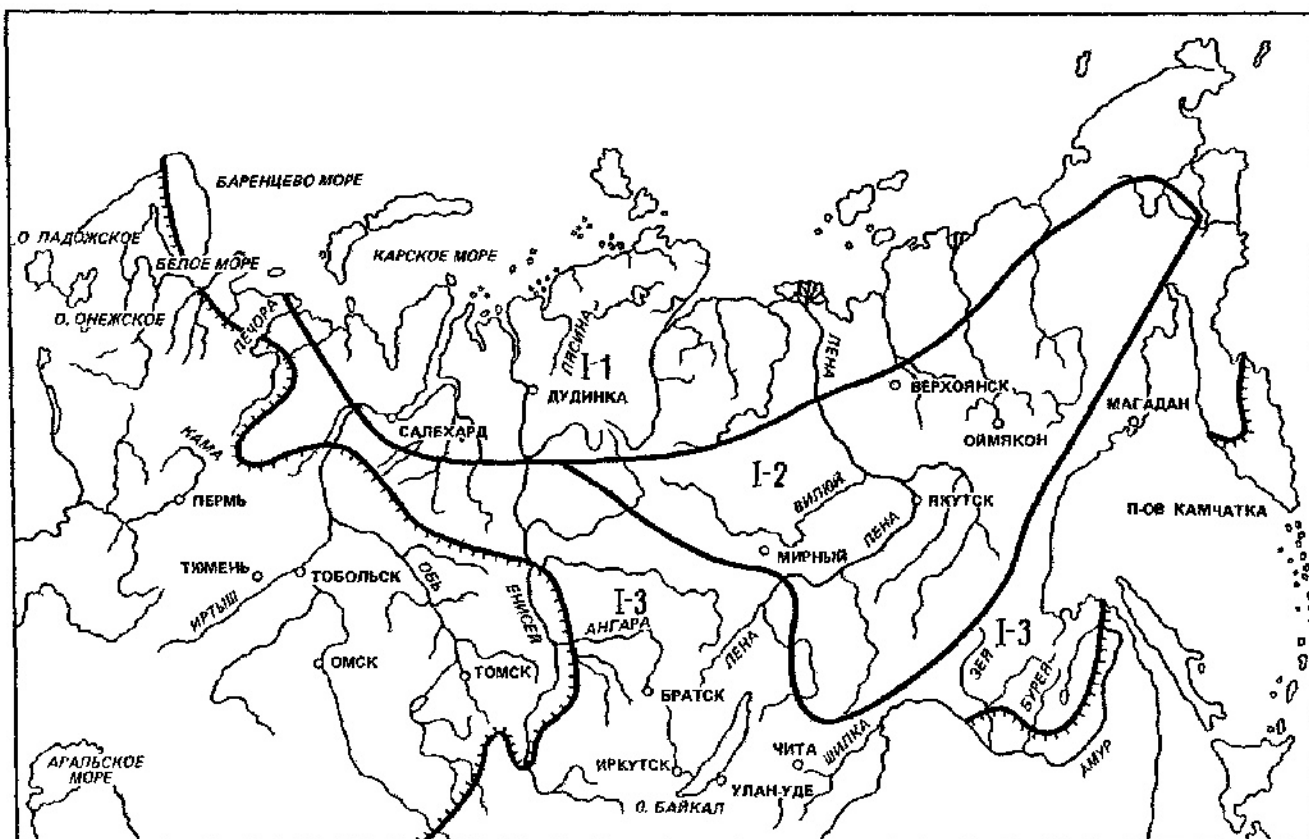 БАРЕНЦЕВО МОРЕ
О ЛАДОЖСКОЕ
БЕЛОЕ МОРЕ
КАРСКОЕ МОРЕ
О. ОНЕЖСКОЕ
ПЕЧОРА
ПЯСИНА
I-1
ДУДИНКА
ЛЕНА
ВЕРХОЯНСК
САЛЕХАРД
МАГАДАН
ОЙМЯКОН
КАМА
I-2
ПЕРМЬ
ВИЛЮЙ
ЯКУТСК
П-ОВ КАМЧАТКА
ЛЕНА
МИРНЫЙ
ТЮМЕНЬ
ТОБОЛЬСК
ОБЬ
ИРТЫШ
ЕНИСЕЙ
I-3
АНГАРА
I-3
ЛЕНА
ЗЕЯ
БУРЕЯ
ОМСК
ТОМСК
БРАТСК
ЧИТА
ШИЛКА
АМУР
АРАЛЬСКОЕ
МОРЕ
ИРКУТСК
УЛАН-УДЕ
О. БАЙКАЛ